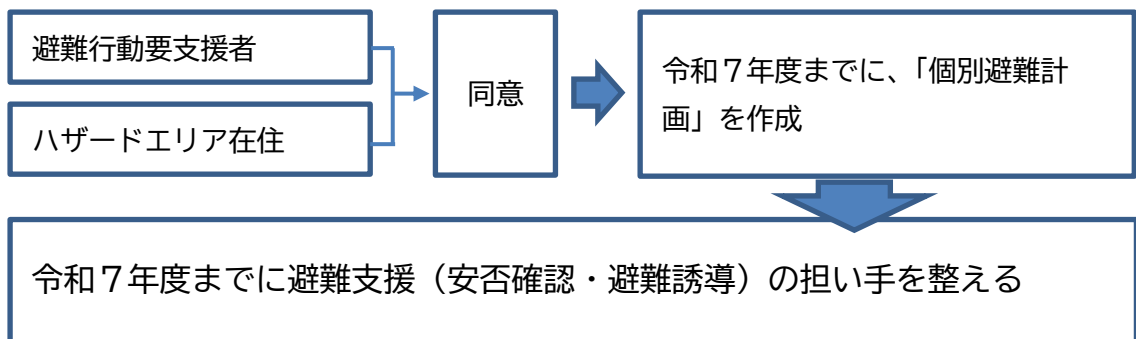 避難行動要支援者
ハザードエリア在住
同意
令和７年度までに、「個別避難計
画」を作成
令和７年度までに避難支援（安否確認・避難誘導）の担い手を整える